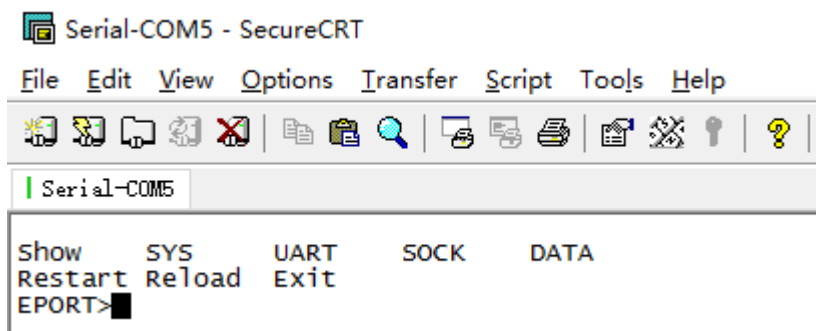 Serial-COM5 - SecureCRT
File Edit View Options Transfer Script Tools Help
Serial-COM5
Show SYS UART SOCK DATA
Restart Reload Exit
EPORT>